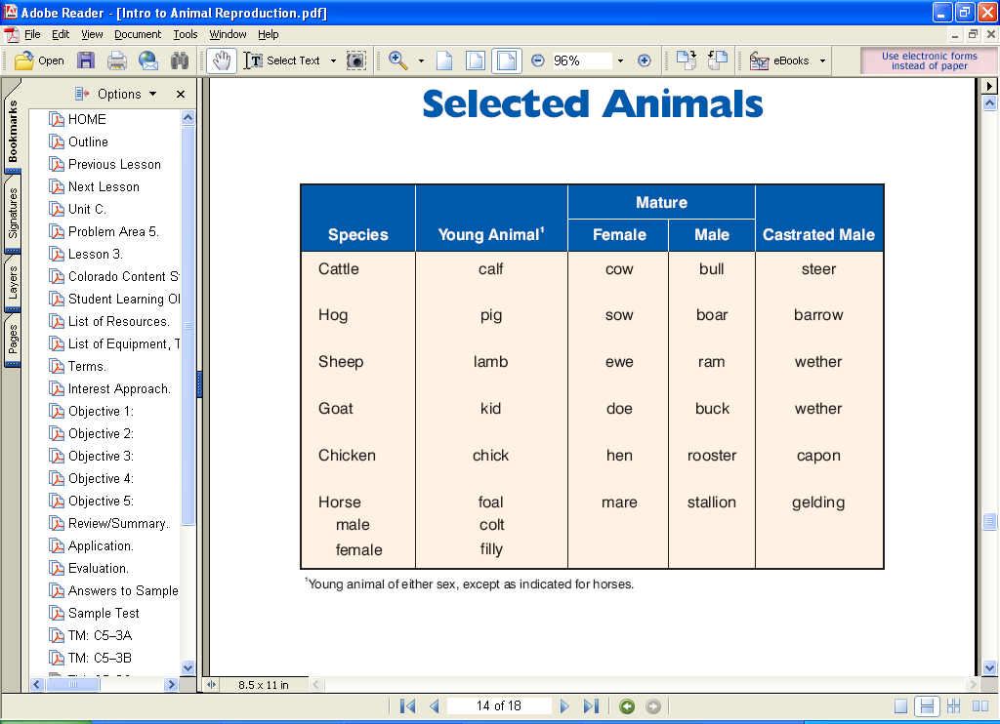 Adobe Reader - [Intro to Animal Reproduction.pdf]
File Edit View Document Tools Window Help
Open Select Text 96% eBooks Use electronic forms instead of paper
Bookmarks
Signatures
Layers
Pages
Options
HOME
Outline
Previous Lesson
Next Lesson
Unit C.
Problem Area 5.
Lesson 3.
Colorado Content S
Student Learning Ol
List of Resources.
List of Equipment, T
Terms.
Interest Approach.
Objective 1:
Objective 2:
Objective 3:
Objective 4:
Objective 5:
Review/Summary.
Application.
Evaluation.
Answers to Sample
Sample Test
TM: C5–3A
TM: C5–3B
Selected Animals
Mature
Species Young Animal¹ Female Male Castrated Male
Cattle calf cow bull steer
Hog pig sow boar barrow
Sheep lamb ewe ram wether
Goat kid doe buck wether
Chicken chick hen rooster capon
Horse foal mare stallion gelding
male colt
female filly
¹Young animal of either sex, except as indicated for horses.
8.5 x 11 in
14 of 18